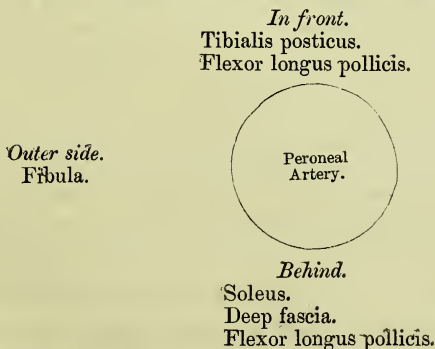 In front.
Tibialis posticus.
Flexor longus pollicis.
Outer side.
Fibula.
Peroneal
Artery.
Behind.
Soleus.
Deep fascia.
Flexor longus pollicis.